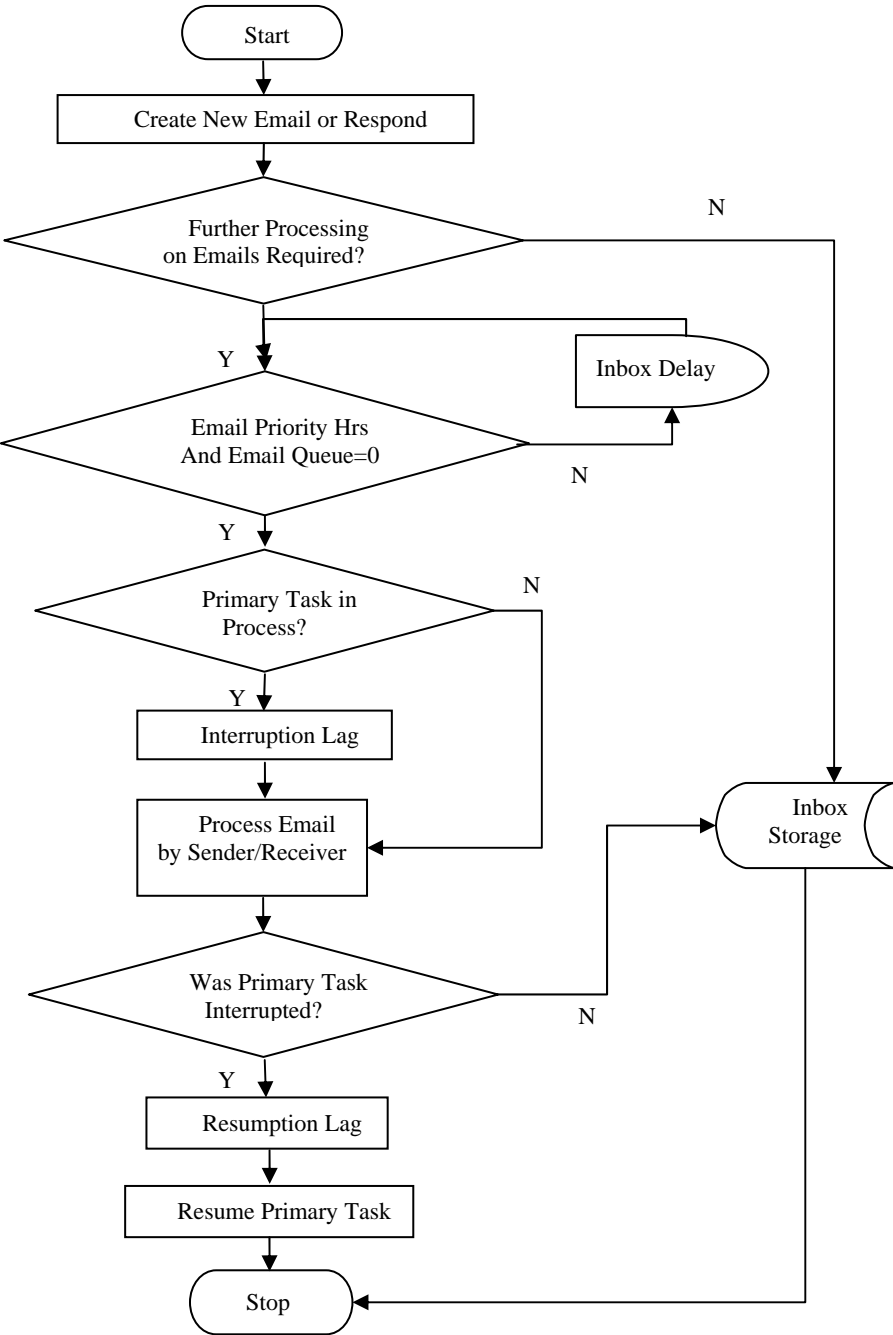 Start
Create New Email or Respond
N
Further Processing
on Emails Required?
Y
Inbox Delay
Email Priority Hrs
And Email Queue=0
N
Y
N
Primary Task in
Process?
Y
Interruption Lag
Inbox
Storage
Process Email
by Sender/Receiver
Was Primary Task
Interrupted?
N
Y
Resumption Lag
Resume Primary Task
Stop